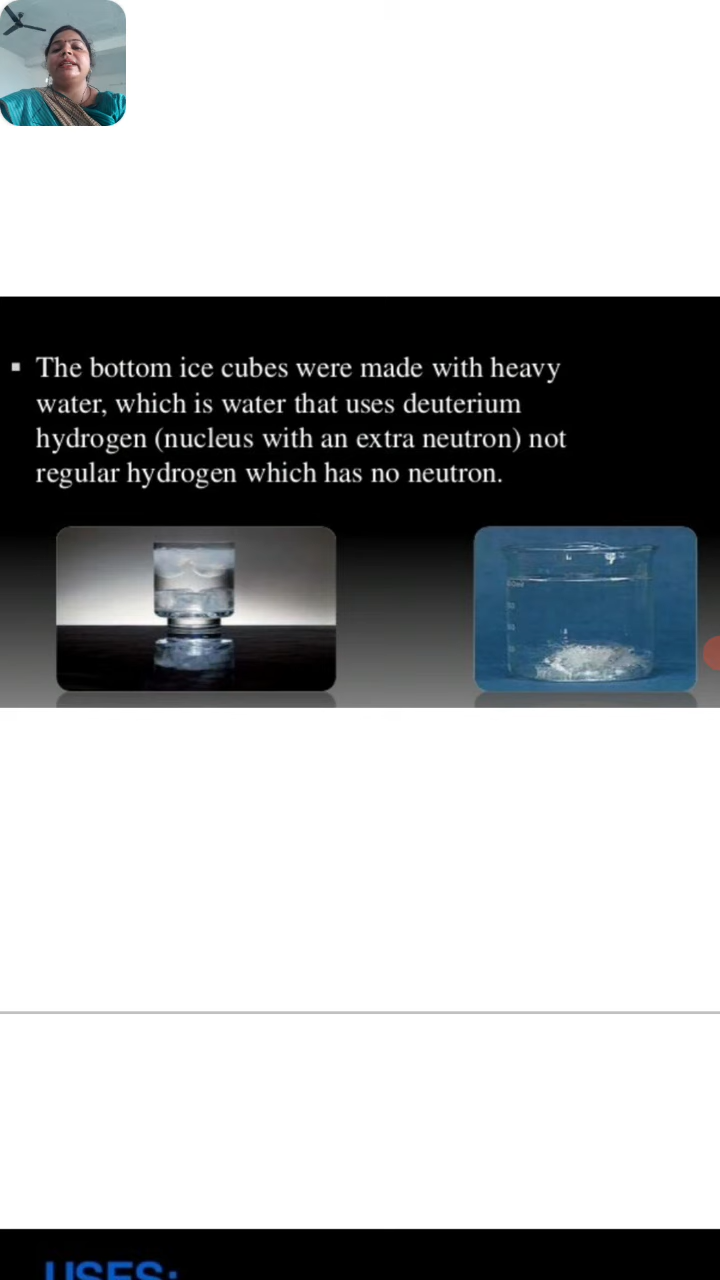 ▪ The bottom ice cubes were made with heavy
water, which is water that uses deuterium
hydrogen (nucleus with an extra neutron) not
regular hydrogen which has no neutron.
USES: